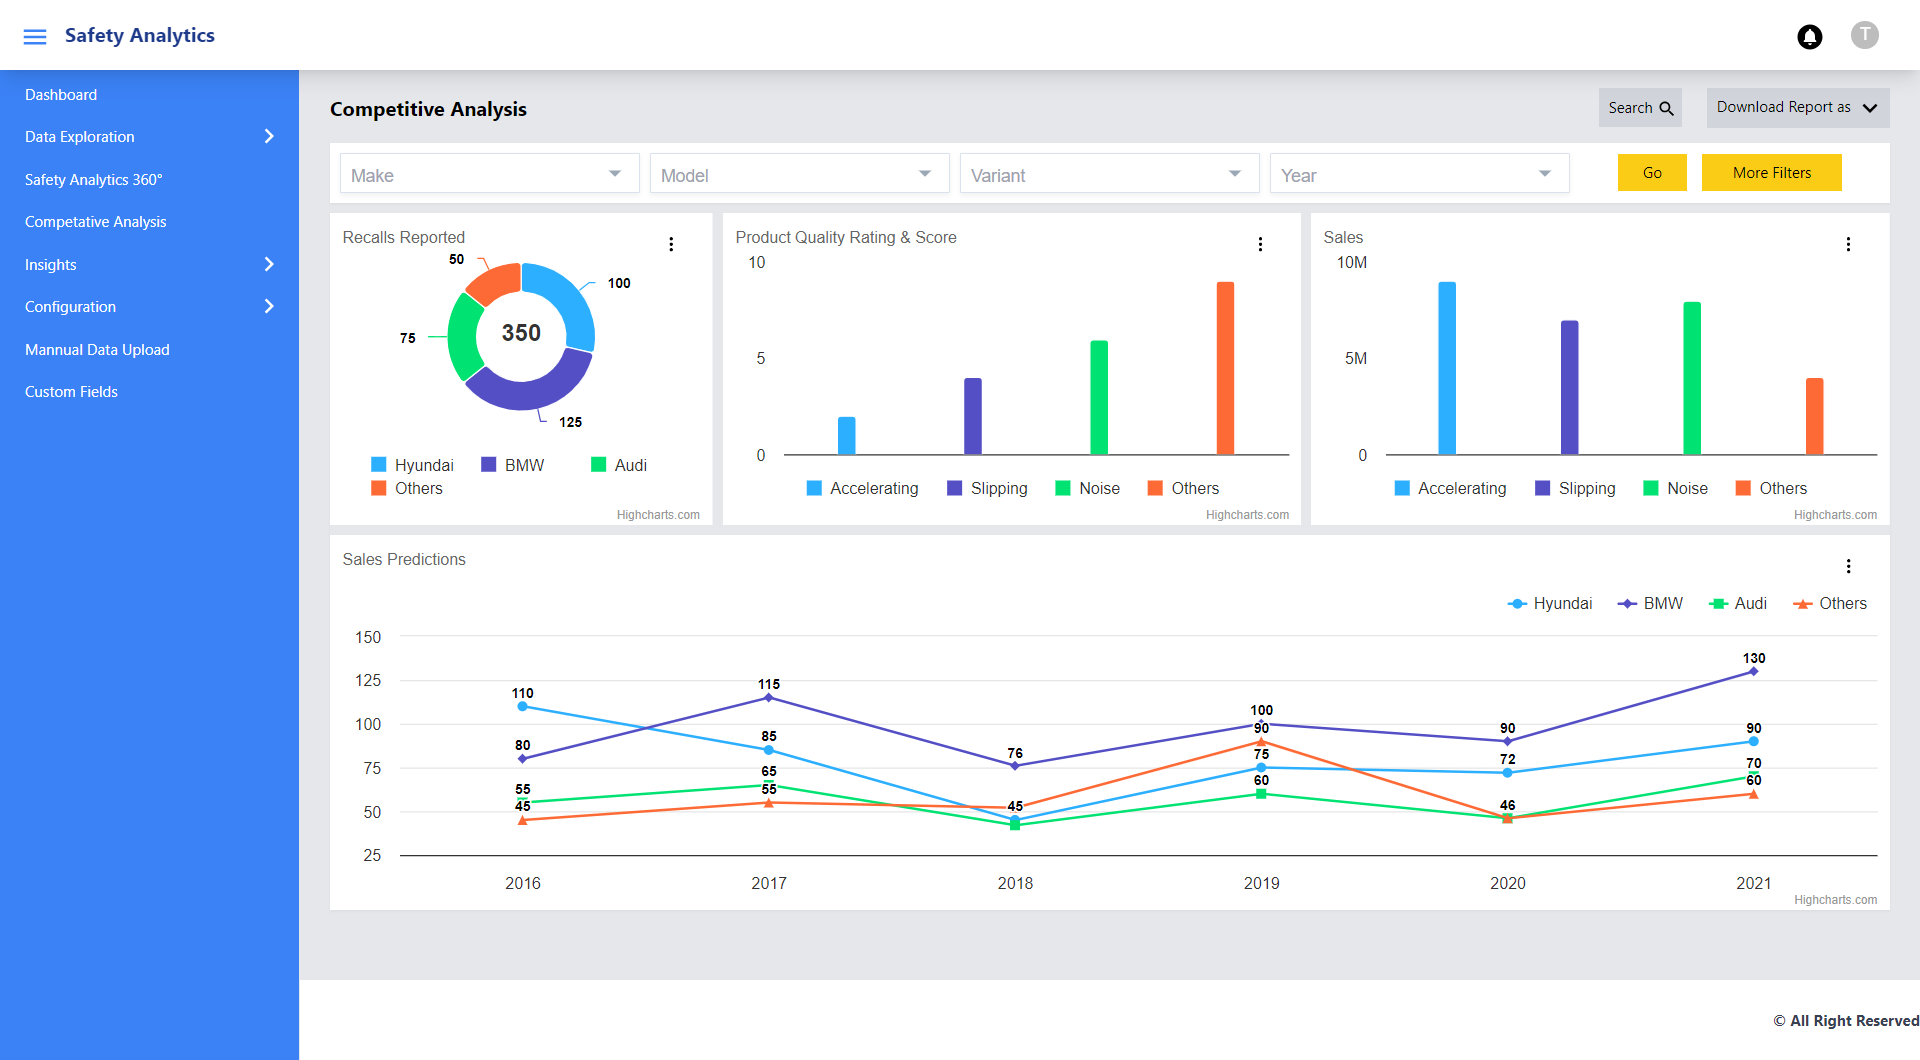 Safety Analytics
T
Dashboard
Data Exploration
Safety Analytics 360°
Competative Analysis
Insights
Configuration
Mannual Data Upload
Custom Fields
Competitive Analysis
Search
Download Report as
Make
Model
Variant
Year
Go
More Filters
Recalls Reported
50
100
75
350
125
Hyundai BMW Audi
Others
Highcharts.com
Product Quality Rating & Score
10
5
0
Accelerating Slipping Noise Others
Highcharts.com
Sales
10M
5M
0
Accelerating Slipping Noise Others
Highcharts.com
Sales Predictions
Hyundai BMW Audi Others
150
125
100
75
50
25
110
80
55
45
115
85
65
55
76
45
100
90
75
60
90
72
46
130
90
70
60
2016 2017 2018 2019 2020 2021
Highcharts.com
© All Right Reserved